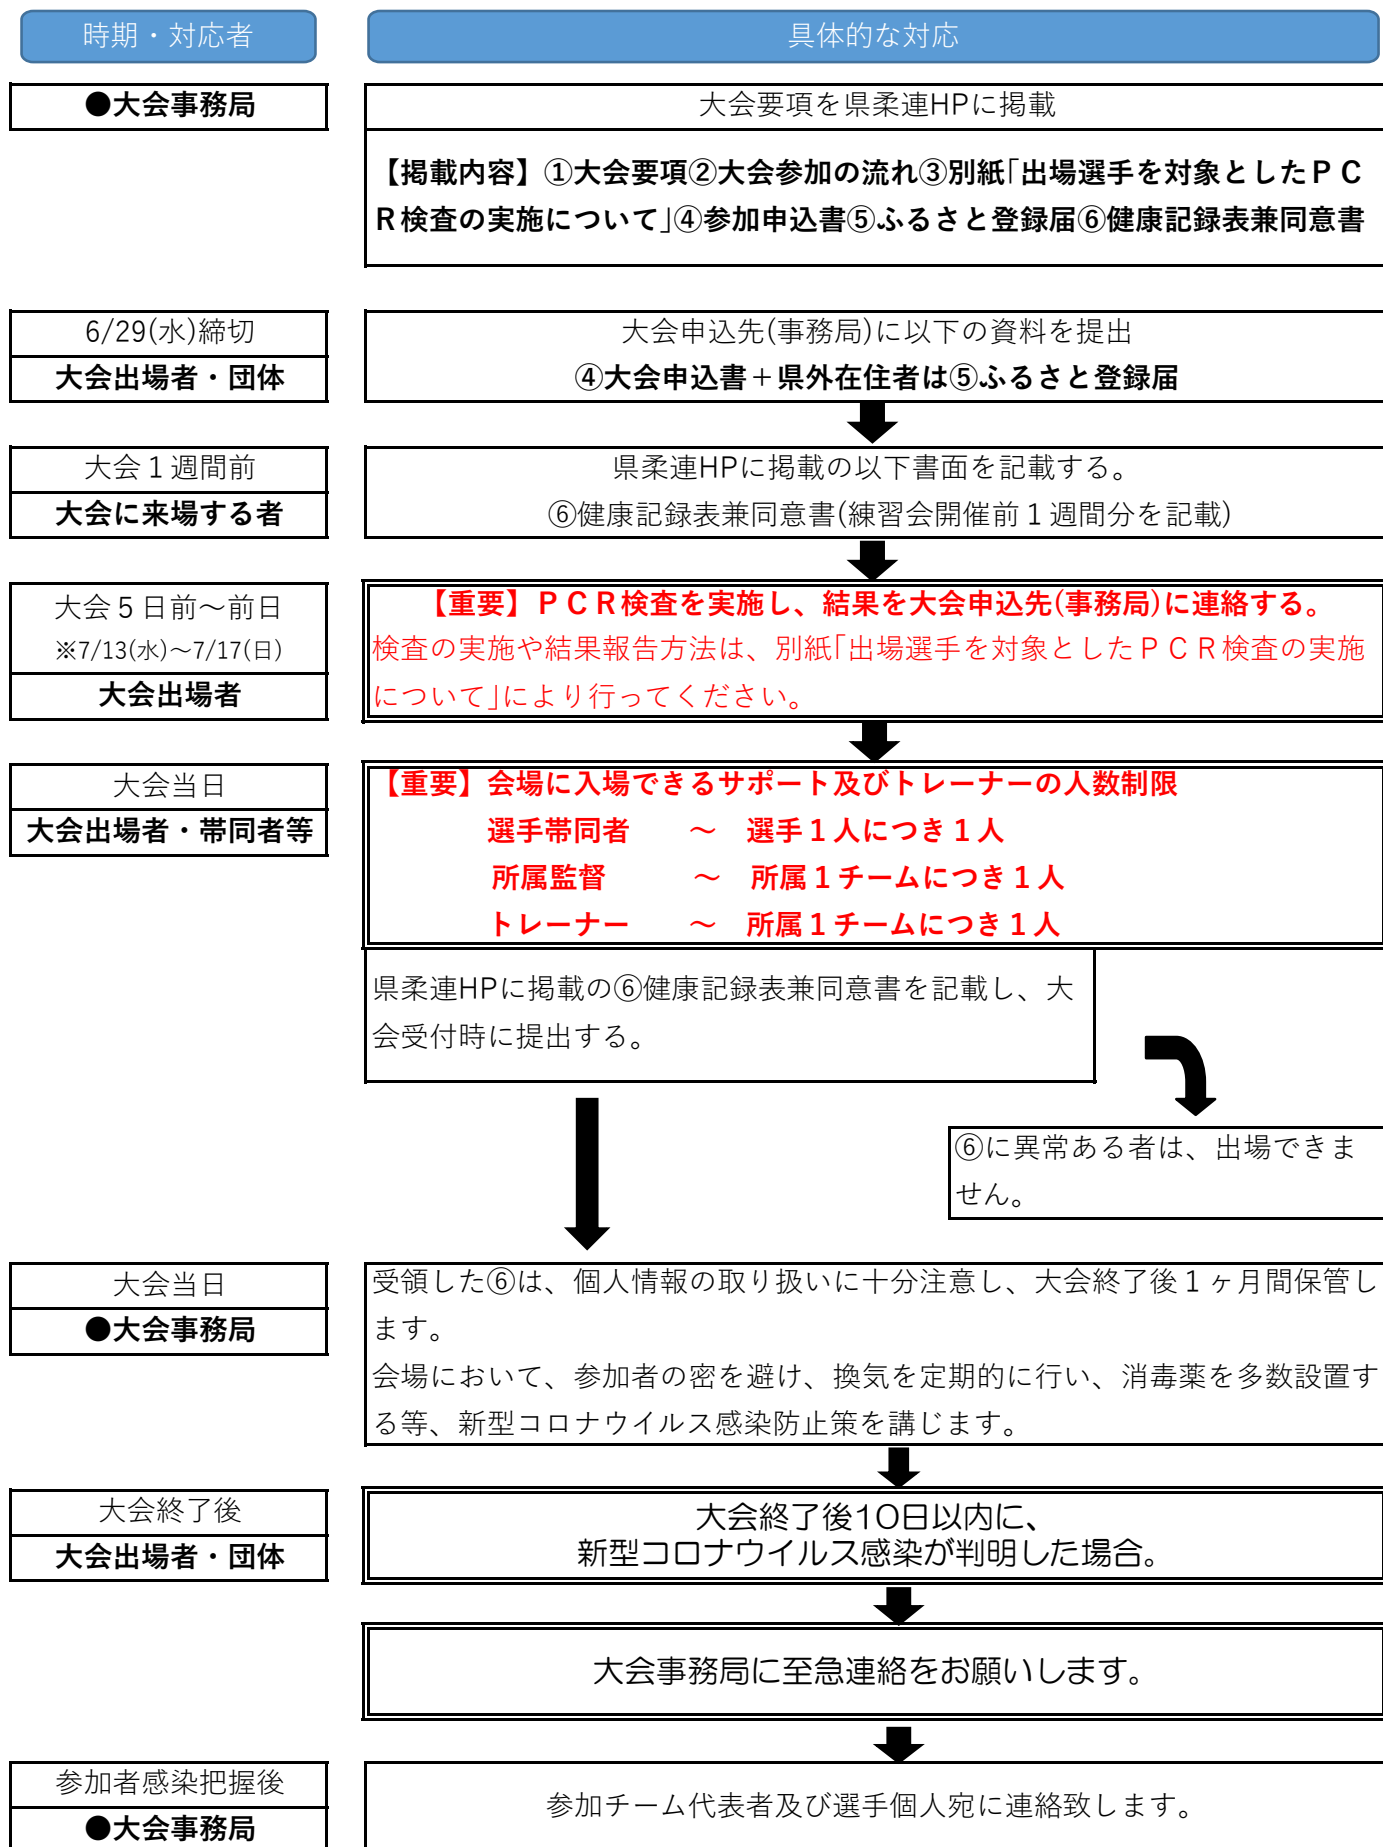 時期・対応者
具体的な対応
●大会事務局
大会要項を県柔連HPに掲載
【掲載内容】①大会要項②大会参加の流れ③別紙｢出場選手を対象としたＰＣ
Ｒ検査の実施について｣④参加申込書⑤ふるさと登録届⑥健康記録表兼同意書
6/29(水)締切
大会出場者・団体
大会申込先(事務局)に以下の資料を提出
④大会申込書＋県外在住者は⑤ふるさと登録届
大会１週間前
大会に来場する者
県柔連HPに掲載の以下書面を記載する。
⑥健康記録表兼同意書(練習会開催前１週間分を記載)
大会５日前～前日
※7/13(水)～7/17(日)
大会出場者
【重要】ＰＣＲ検査を実施し、結果を大会申込先(事務局)に連絡する。
検査の実施や結果報告方法は、別紙｢出場選手を対象としたＰＣＲ検査の実施
について｣により行ってください。
大会当日
大会出場者・帯同者等
【重要】会場に入場できるサポート及びトレーナーの人数制限
選手帯同者　～　選手１人につき１人
所属監督　～　所属１チームにつき１人
トレーナー　～　所属１チームにつき１人
県柔連HPに掲載の⑥健康記録表兼同意書を記載し、大
会受付時に提出する。
⑥に異常ある者は、出場できま
せん。
大会当日
●大会事務局
受領した⑥は、個人情報の取り扱いに十分注意し、大会終了後１ヶ月間保管し
ます。
会場において、参加者の密を避け、換気を定期的に行い、消毒薬を多数設置す
る等、新型コロナウイルス感染防止策を講じます。
大会終了後
大会出場者・団体
大会終了後10日以内に、
新型コロナウイルス感染が判明した場合。
大会事務局に至急連絡をお願いします。
参加者感染把握後
●大会事務局
参加チーム代表者及び選手個人宛に連絡致します。